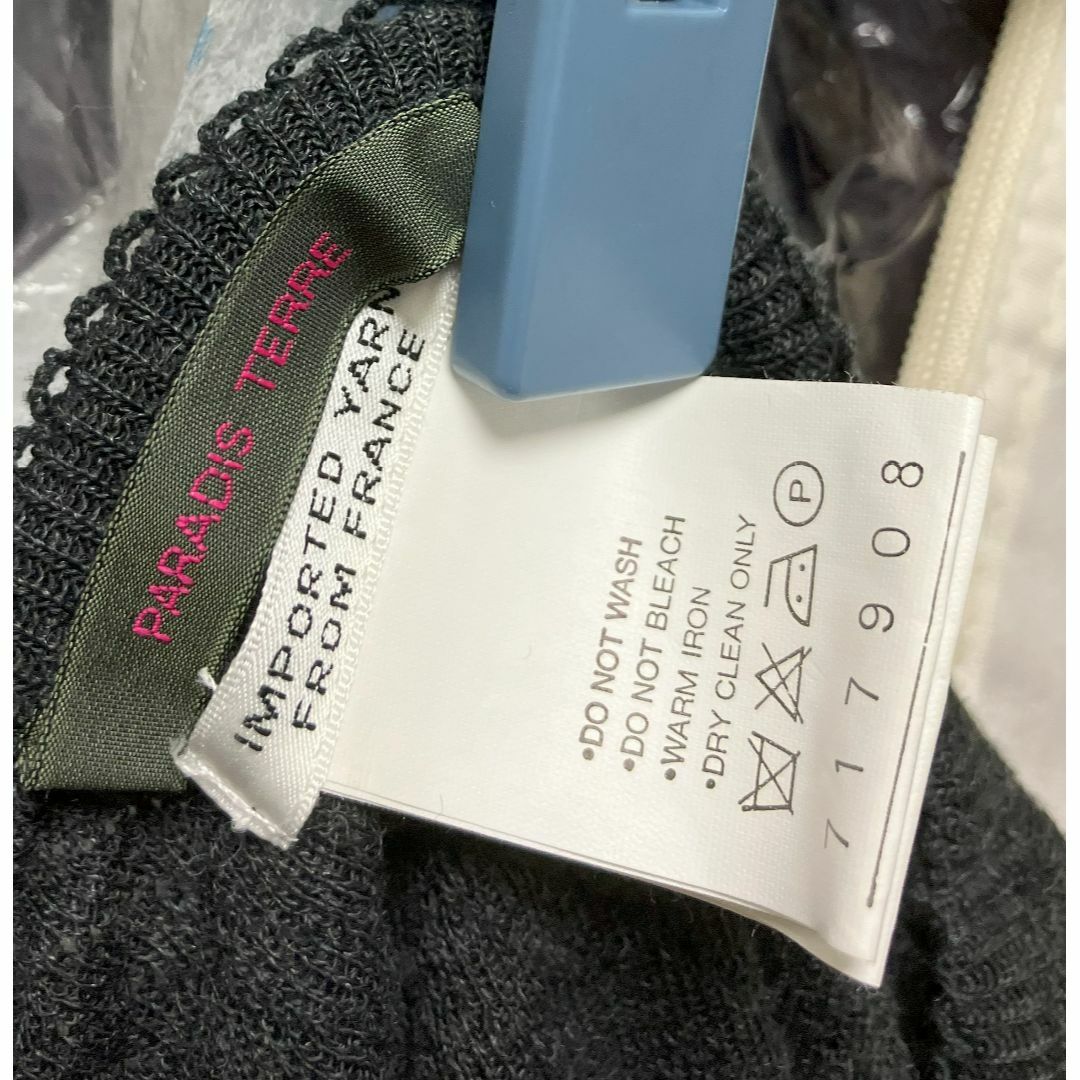 PARADIS TERRE
IMPORTED YARN
FROM FRANCE
•DO NOT WASH
•DO NOT BLEACH
•WARM IRON
•DRY CLEAN ONLY
P
717908